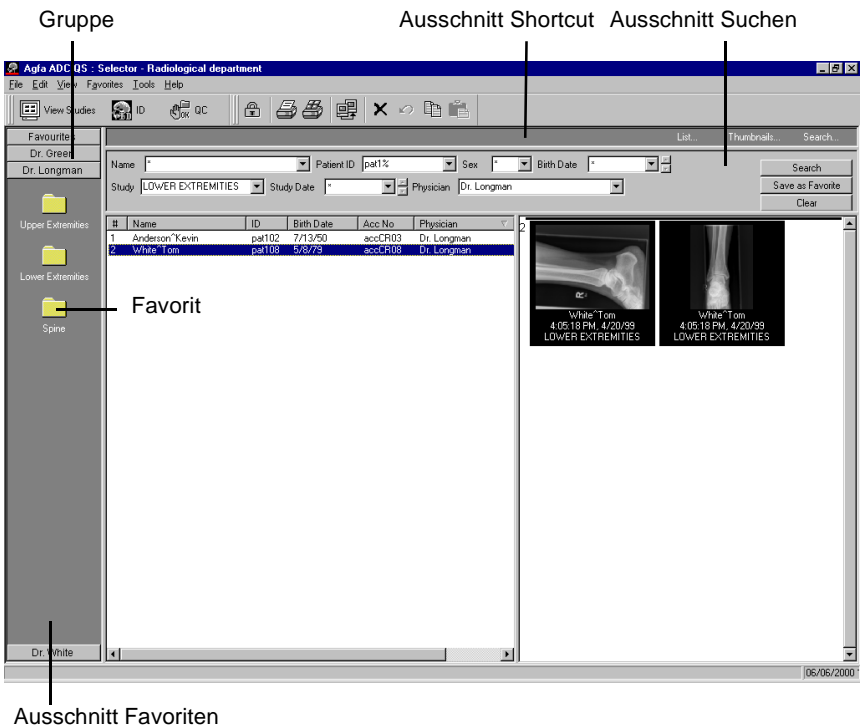 Gruppe
Ausschnitt Shortcut
Ausschnitt Suchen
Agfa ADC QS : Selector - Radiological department
File Edit View Favorites Tools Help
View Studies ID OK QC
Favourites
List... Thumbnails... Search...
Dr. Green
Dr. Longman
Name * Patient ID pat1% Sex * Birth Date *
Search
Study LOWER EXTREMITIES Study Date * Physician Dr. Longman
Save as Favorite
Clear
Upper Extremities
Lower Extremities
Spine
Favorit
# Name ID Birth Date Acc No Physician
1 Anderson^Kevin pat102 7/13/50 accCR03 Dr. Longman
2 White^Tom pat108 5/8/79 accCR08 Dr. Longman
2
R
White^Tom
4:05:18 PM, 4/20/99
LOWER EXTREMITIES
White^Tom
4:05:18 PM, 4/20/99
LOWER EXTREMITIES
Dr. White
06/06/2000
Ausschnitt Favoriten